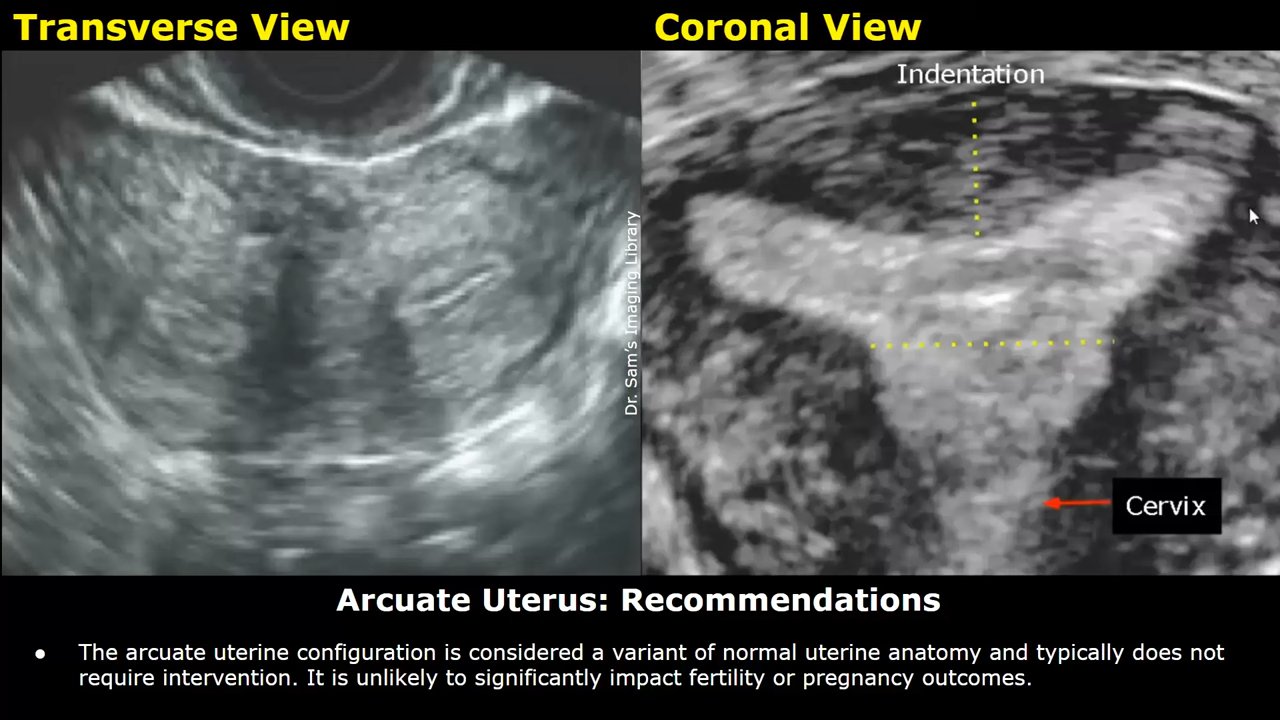 Transverse View
Coronal View
Indentation
Dr. Sam's Imaging Library
Cervix
Arcuate Uterus: Recommendations
● The arcuate uterine configuration is considered a variant of normal uterine anatomy and typically does not
require intervention. It is unlikely to significantly impact fertility or pregnancy outcomes.